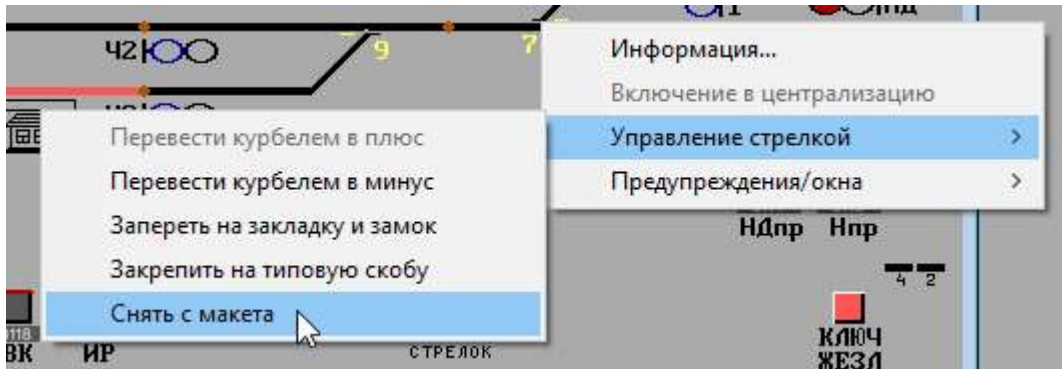 Ч2
9
7
Информация...
Включение в централизацию
Управление стрелкой
Предупреждения/окна
Перевести курбелем в плюс
Перевести курбелем в минус
Запереть на закладку и замок
Закрепить на типовую скобу
Снять с макета
НДпр Нпр
4 2
ИР
СТРЕЛОК
КЛЮЧ
ЖЕЗЛ